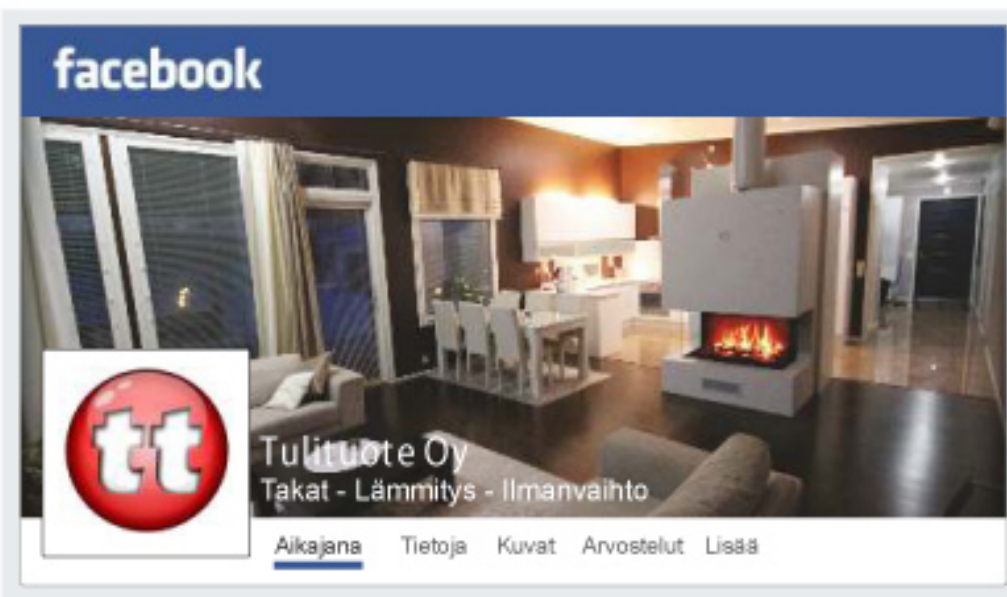 facebook
tt
Tulituote Oy
Takat - Lämmitys - Ilmanvaihto
Aikajana Tietoja Kuvat Arvostelut Lisää